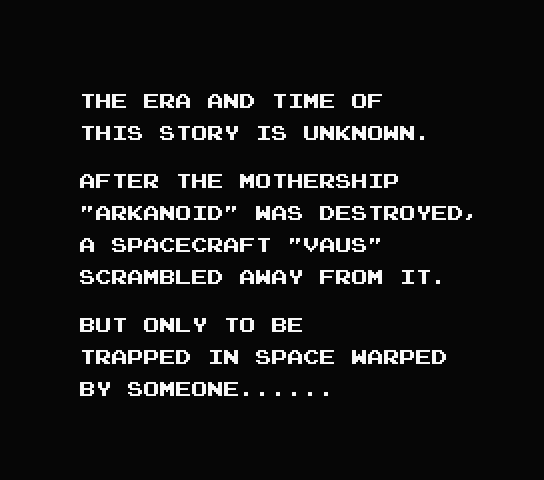 THE ERA AND TIME OF
THIS STORY IS UNKNOWN.
AFTER THE MOTHERSHIP
"ARKANOID" WAS DESTROYED,
A SPACECRAFT "VAUS"
SCRAMBLED AWAY FROM IT.
BUT ONLY TO BE
TRAPPED IN SPACE WARPED
BY SOMEONE......